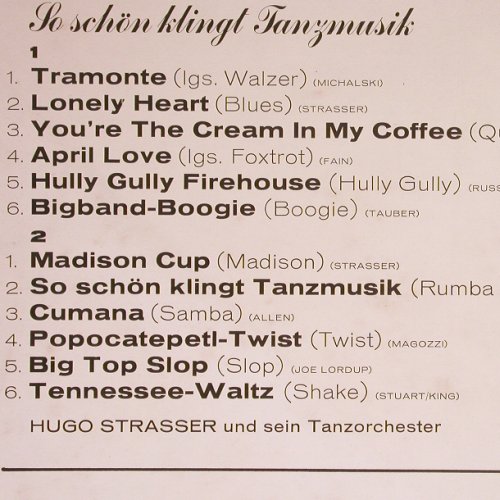 So schön klingt Tanzmusik
1
1. Tramonte (lgs. Walzer) (MICHALSKI)
2. Lonely Heart (Blues) (STRASSER)
3. You're The Cream In My Coffee
4. April Love (lgs. Foxtrot) (FAIN)
5. Hully Gully Firehouse (Hully Gully)
6. Bigband-Boogie (Boogie) (TAUBER)
2
1. Madison Cup (Madison) (STRASSER)
2. So schön klingt Tanzmusik (Rumba
3. Cumana (Samba) (ALLEN)
4. Popocatepetl-Twist (Twist) (MAGOZZI)
5. Big Top Slop (Slop) (JOE LORDUP)
6. Tennessee-Waltz (Shake) (STUART/KING)
HUGO STRASSER und sein Tanzorchester